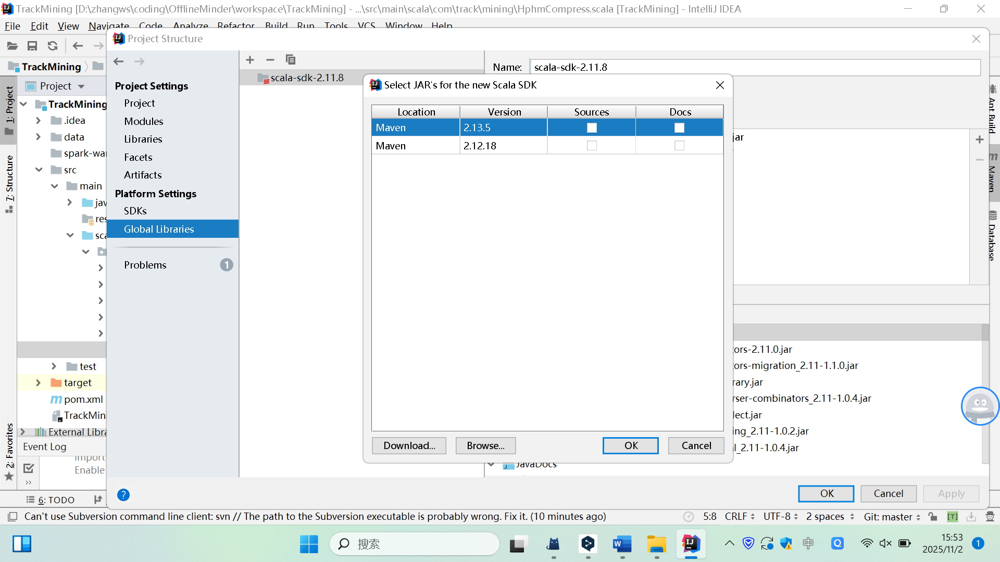 TrackMining [D:\zhangws\coding\OfflineMinder\workspace\TrackMining] - ...\src\main\scala\com\track\mining\HphmCompress.scala [TrackMining] - IntelliJ IDEA
File Edit View Navigate Code Analyze Refactor Build Run Tools VCS Window Help
Project Structure
TrackMining
Project
TrackMining
.idea
data
spark-wa
src
main
jav
res
sca
test
target
pom.xml
TrackMin
External Libra
Event Log
Import
Enable
1: Project
7: Structure
2: Favorites
Project Settings
Project
Modules
Libraries
Facets
Artifacts
Platform Settings
SDKs
Global Libraries
Problems 1
scala-sdk-2.11.8
Name: scala-sdk-2.11.8
Select JAR's for the new Scala SDK
Location Version Sources Docs
Maven 2.13.5
Maven 2.12.18
Download... Browse... OK Cancel
jar
tors-2.11.0.jar
tors-migration_2.11-1.1.0.jar
rary.jar
rser-combinators_2.11-1.0.4.jar
lect.jar
ing_2.11-1.0.2.jar
l_2.11-1.0.4.jar
JavaDocs
Ant Build
Maven
Database
? OK Cancel Apply
6: TODO
Can't use Subversion command line client: svn // The path to the Subversion executable is probably wrong. Fix it. (10 minutes ago) 5:8 CRLF UTF-8 2 spaces Git: master [T]
搜索
中
15:53
2025/11/2
1